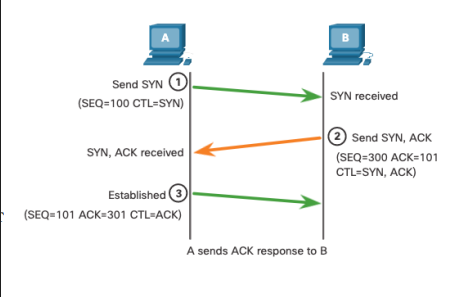 A
B
Send SYN 1
(SEQ=100 CTL=SYN)
SYN received
2 Send SYN, ACK
SYN, ACK received
(SEQ=300 ACK=101
CTL=SYN, ACK)
Established 3
(SEQ=101 ACK=301 CTL=ACK)
A sends ACK response to B